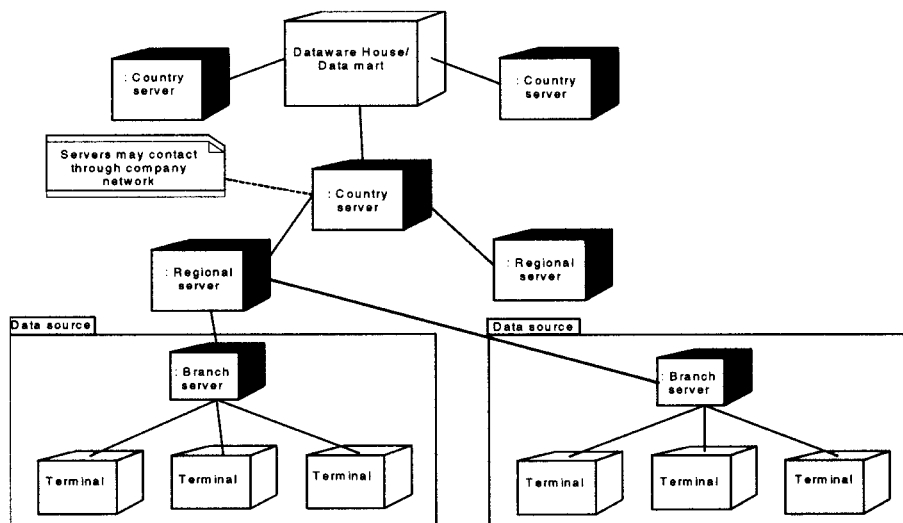 Dataware House/
Data mart
: Country
server
: Country
server
Servers may contact
through company
network
: Country
server
: Regional
server
: Regional
server
Data source
Data source
: Branch
server
: Branch
server
Terminal
Terminal
Terminal
Terminal
Terminal
Terminal